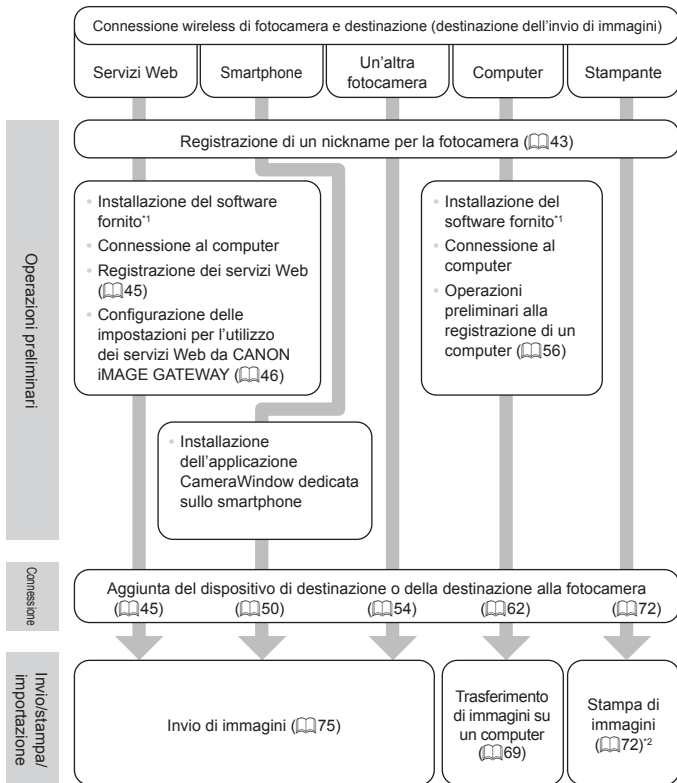 Connessione wireless di fotocamera e destinazione (destinazione dell'invio di immagini)
Servizi Web
Smartphone
Un'altra
fotocamera
Computer
Stampante
Operazioni preliminari
Registrazione di un nickname per la fotocamera (43)
• Installazione del software
fornito*1
• Connessione al computer
• Registrazione dei servizi Web
(45)
• Configurazione delle
impostazioni per l'utilizzo
dei servizi Web da CANON
iMAGE GATEWAY (46)
• Installazione del
software fornito*1
• Connessione al
computer
• Operazioni
preliminari alla
registrazione di un
computer (56)
• Installazione
dell'applicazione
CameraWindow dedicata
sullo smartphone
Connessione
Aggiunta del dispositivo di destinazione o della destinazione alla fotocamera
(45) (50) (54) (62) (72)
Invio/stampa/
importazione
Invio di immagini (75)
Trasferimento
di immagini su
un computer
(69)
Stampa di
immagini
(72)*2